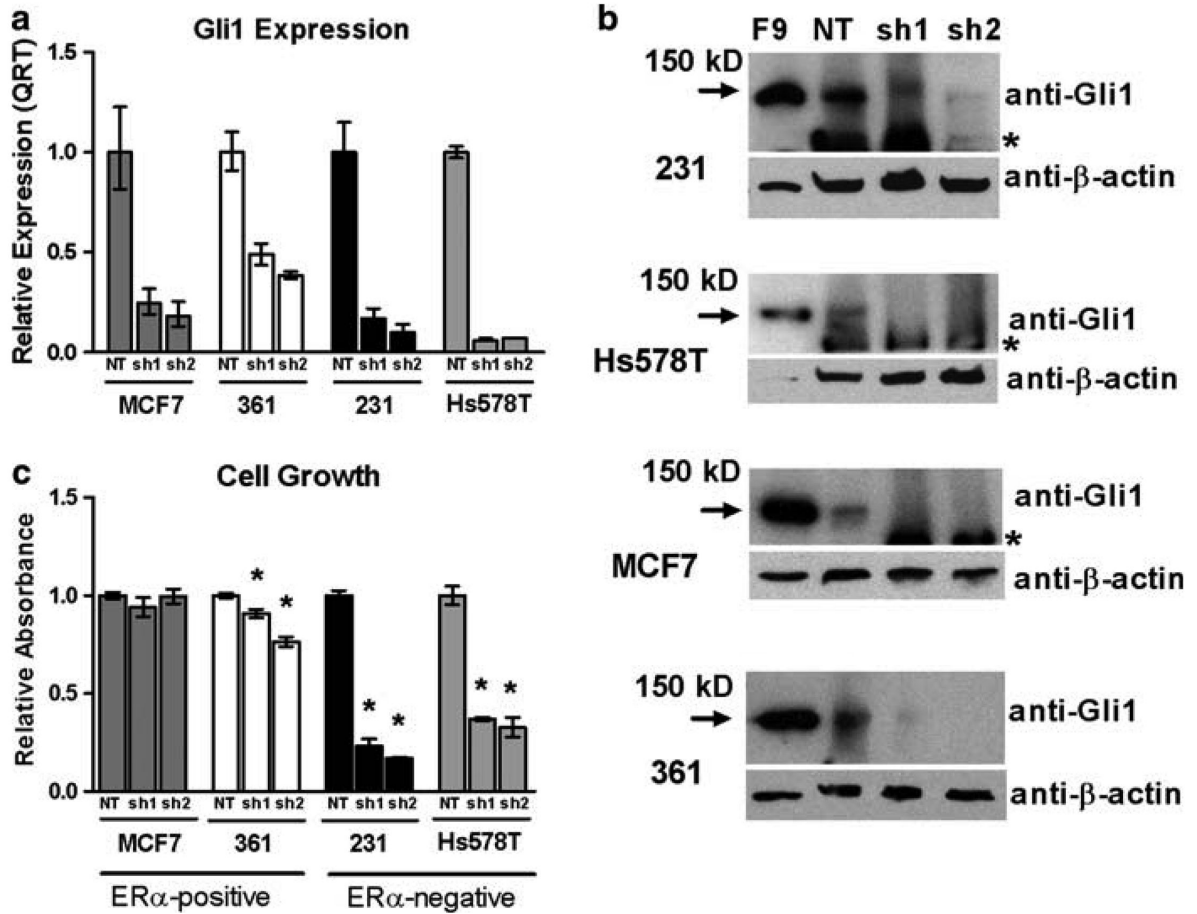 a
Gli1 Expression
Relative Expression (QRT)
1.5
1.0
0.5
0.0
NT sh1 sh2 NT sh1 sh2 NT sh1 sh2 NT sh1 sh2
MCF7 361 231 Hs578T
b
F9 NT sh1 sh2
150 kD
anti-Gli1
*
231
anti-β-actin
150 kD
anti-Gli1
*
Hs578T
anti-β-actin
150 kD
anti-Gli1
*
MCF7
anti-β-actin
150 kD
anti-Gli1
361
anti-β-actin
c
Cell Growth
Relative Absorbance
1.5
1.0
0.5
0.0
* * * * * *
NT sh1 sh2 NT sh1 sh2 NT sh1 sh2 NT sh1 sh2
MCF7 361 231 Hs578T
ERα-positive ERα-negative